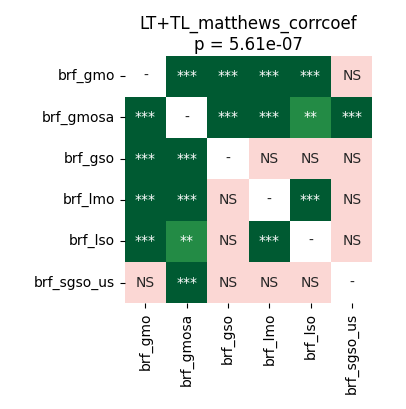 LT+TL_matthews_corrcoef
p = 5.61e-07
brf_gmo - *** *** *** *** NS
brf_gmosa *** - *** *** ** ***
brf_gso *** *** - NS NS NS
brf_lmo *** *** NS - *** NS
brf_lso *** ** NS *** - NS
brf_sgso_us NS *** NS NS NS -
brf_gmo
brf_gmosa
brf_gso
brf_lmo
brf_lso
brf_sgso_us